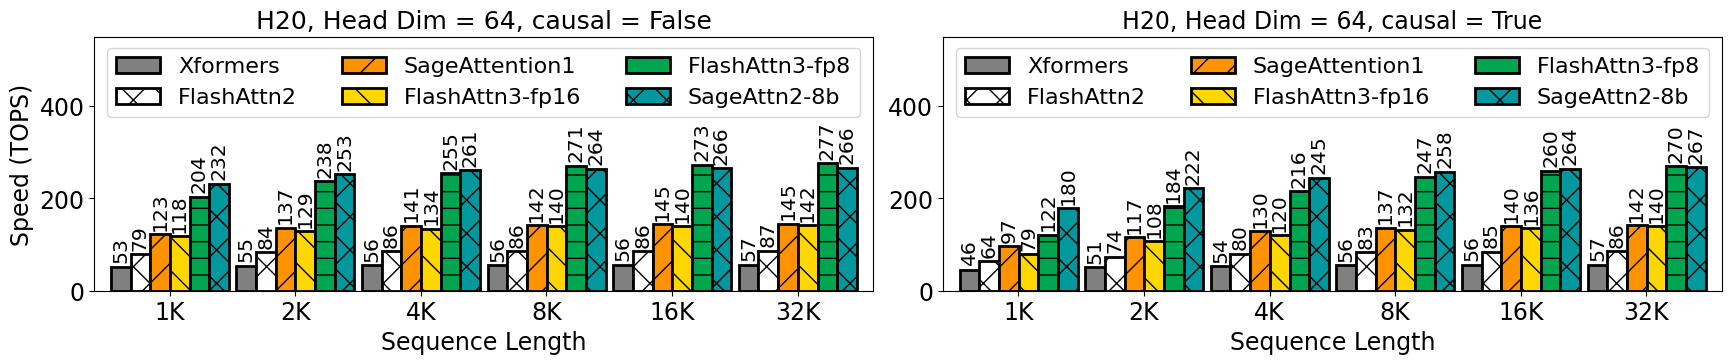 H20, Head Dim = 64, causal = False
Speed (TOPS)
400
200
0
Xformers
FlashAttn2
SageAttention1
FlashAttn3-fp16
FlashAttn3-fp8
SageAttn2-8b
53 79 123 118 204 232
55 84 137 129 238 253
56 86 141 134 255 261
56 86 142 140 271 264
56 86 145 140 273 266
57 87 145 142 277 266
1K 2K 4K 8K 16K 32K
Sequence Length
H20, Head Dim = 64, causal = True
400
200
0
Xformers
FlashAttn2
SageAttention1
FlashAttn3-fp16
FlashAttn3-fp8
SageAttn2-8b
46 64 97 79 122 180
51 74 117 108 184 222
54 80 130 120 216 245
56 83 137 132 247 258
56 85 140 136 260 264
57 86 142 140 270 267
1K 2K 4K 8K 16K 32K
Sequence Length